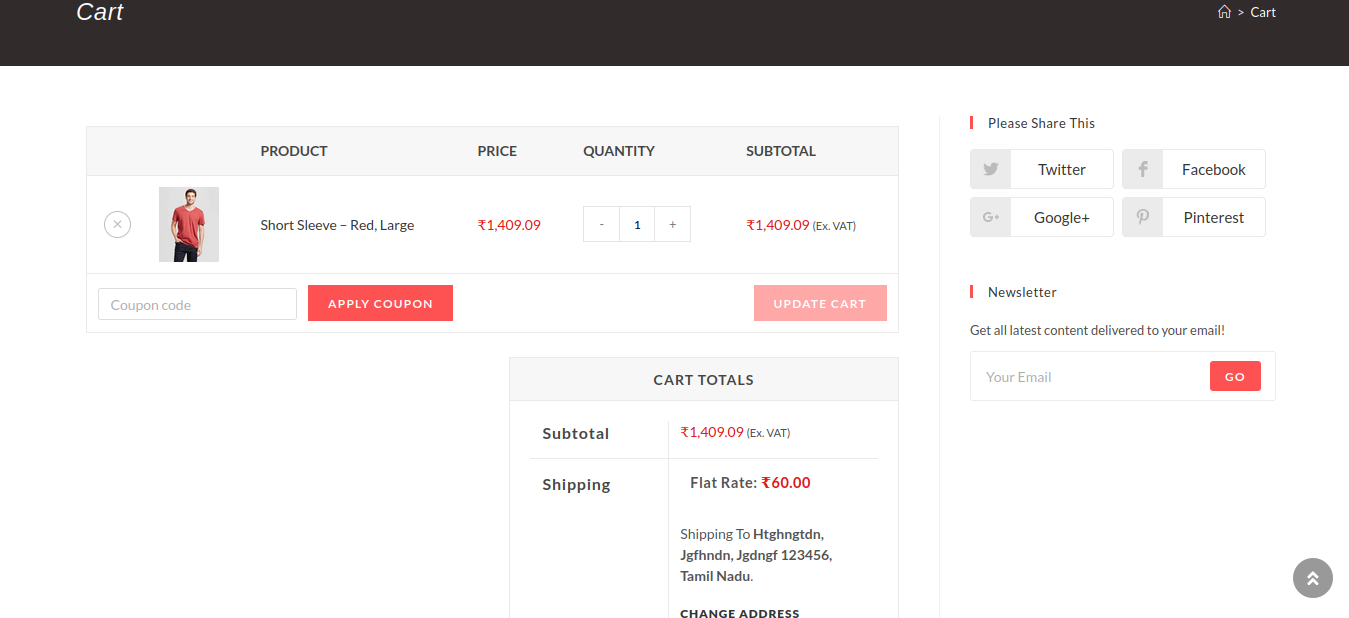 Cart
> Cart
PRODUCT PRICE QUANTITY SUBTOTAL
× Short Sleeve – Red, Large ₹1,409.09 - 1 + ₹1,409.09 (Ex. VAT)
Coupon code APPLY COUPON UPDATE CART
CART TOTALS
Subtotal ₹1,409.09 (Ex. VAT)
Shipping Flat Rate: ₹60.00
Shipping To Htghngtdn,
Jgfhndn, Jgdngf 123456,
Tamil Nadu.
CHANGE ADDRESS
Please Share This
Twitter Facebook
G+ Google+ Pinterest
Newsletter
Get all latest content delivered to your email!
Your Email GO